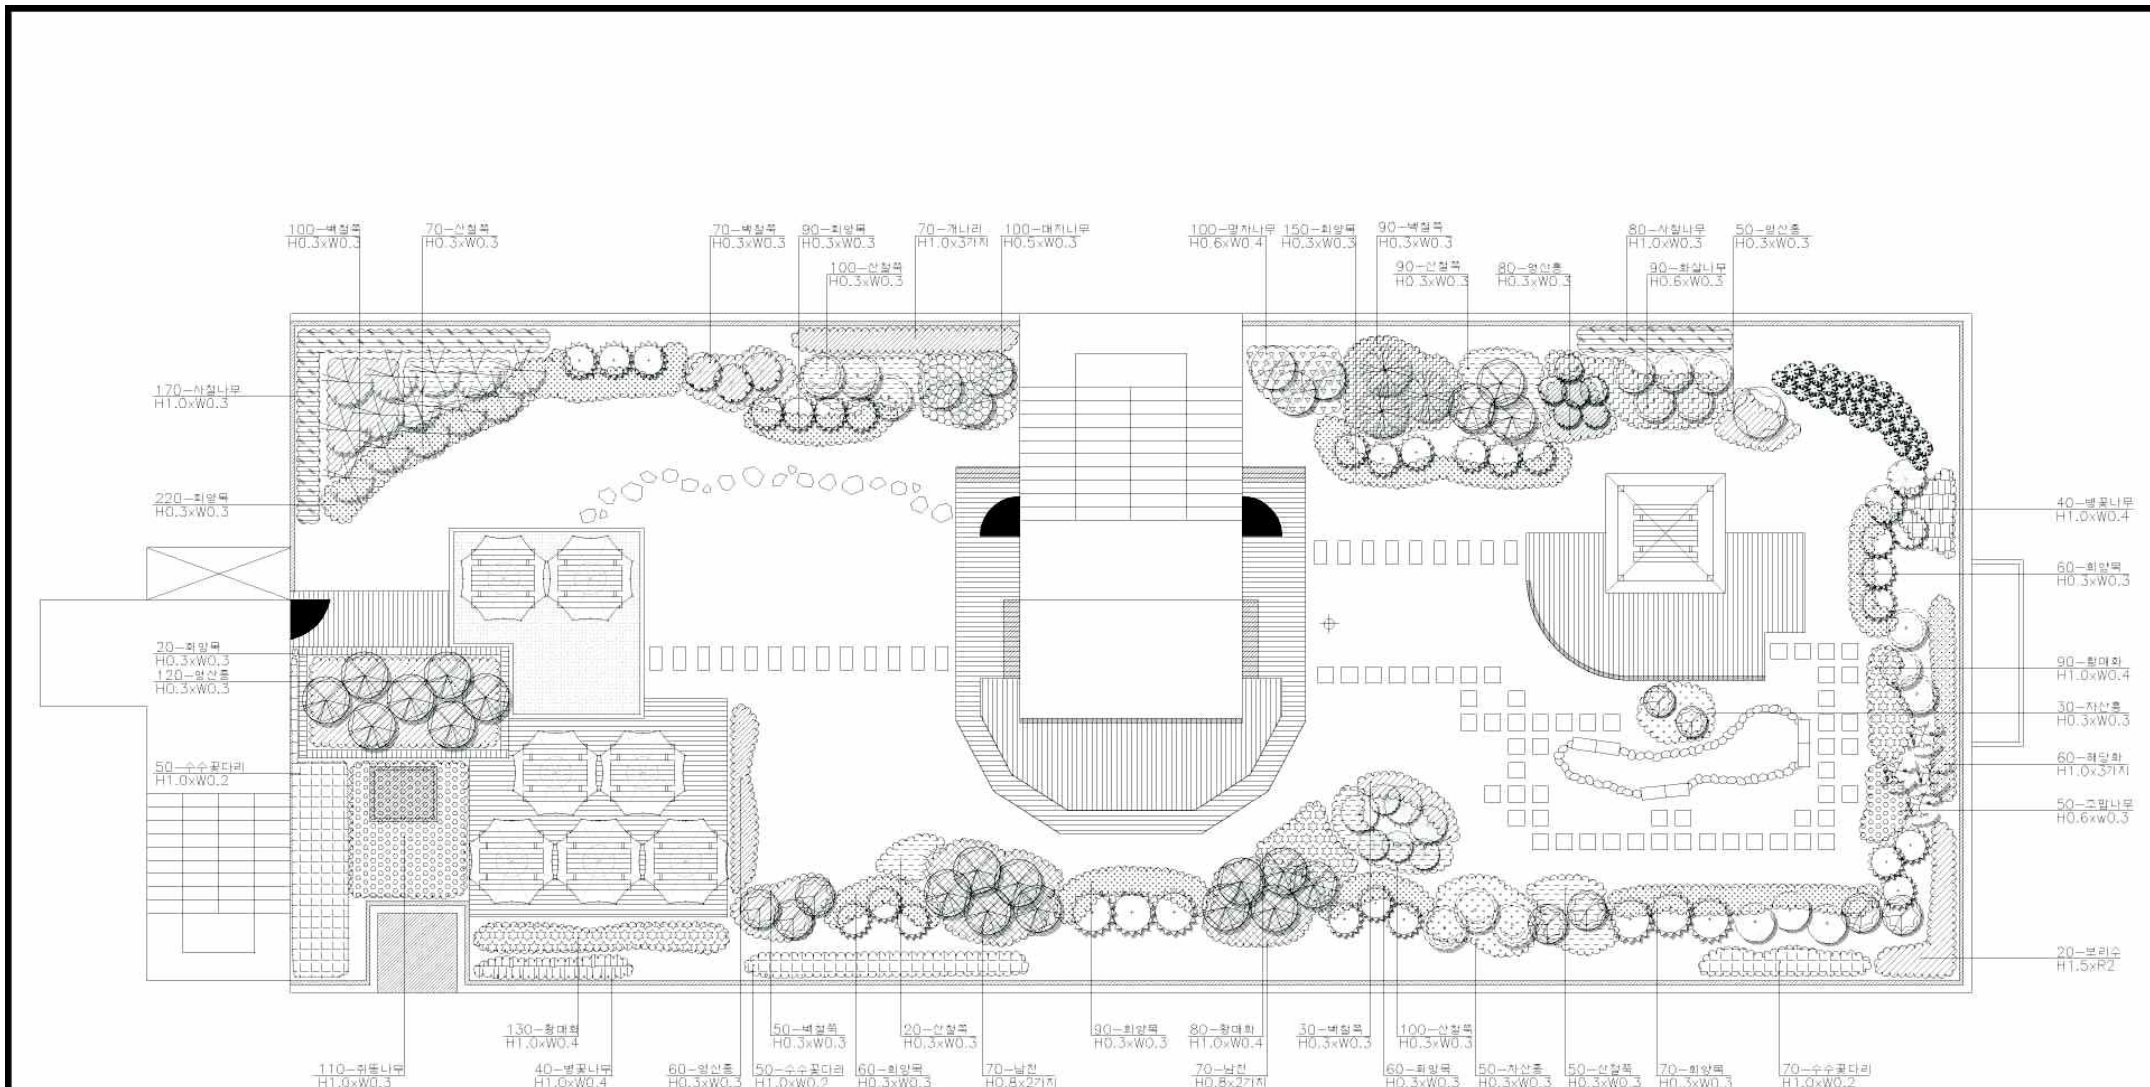 100-백철쭉
H0.3xW0.3
70-산철쭉
H0.3xW0.3
70-백철쭉
H0.3xW0.3
90-회양목
H0.3xW0.3
70-개나리
H1.0x3가지
100-매자나무
H0.5xW0.3
100-명자나무
H0.6xW0.4
150-회양목
H0.3xW0.3
90-백철쭉
H0.3xW0.3
80-사철나무
H1.0xW0.3
50-영산홍
H0.3xW0.3
100-산철쭉
H0.3xW0.3
90-산철쭉
H0.3xW0.3
80-영산홍
H0.3xW0.3
90-화살나무
H0.6xW0.3
170-사철나무
H1.0xW0.3
220-회양목
H0.3xW0.3
20-회양목
H0.3xW0.3
120-영산홍
H0.3xW0.3
50-수수꽃다리
H1.0xW0.2
40-병꽃나무
H1.0xW0.4
60-회양목
H0.3xW0.3
90-황매화
H1.0xW0.4
30-자산홍
H0.3xW0.3
60-해당화
H1.0x3가지
50-조팝나무
H0.6xW0.3
20-보리수
H1.5xR2
130-황매화
H1.0xW0.4
50-백철쭉
H0.3xW0.3
20-산철쭉
H0.3xW0.3
90-회양목
H0.3xW0.3
80-황매화
H1.0xW0.4
30-백철쭉
H0.3xW0.3
100-산철쭉
H0.3xW0.3
110-쥐똥나무
H1.0xW0.3
40-병꽃나무
H1.0xW0.4
60-영산홍
H0.3xW0.3
50-수수꽃다리
H1.0xW0.2
60-회양목
H0.3xW0.3
70-남천
H0.8x2가지
70-남천
H0.8x2가지
60-회양목
H0.3xW0.3
50-자산홍
H0.3xW0.3
50-산철쭉
H0.3xW0.3
70-회양목
H0.3xW0.3
70-수수꽃다리
H1.0xW0.2